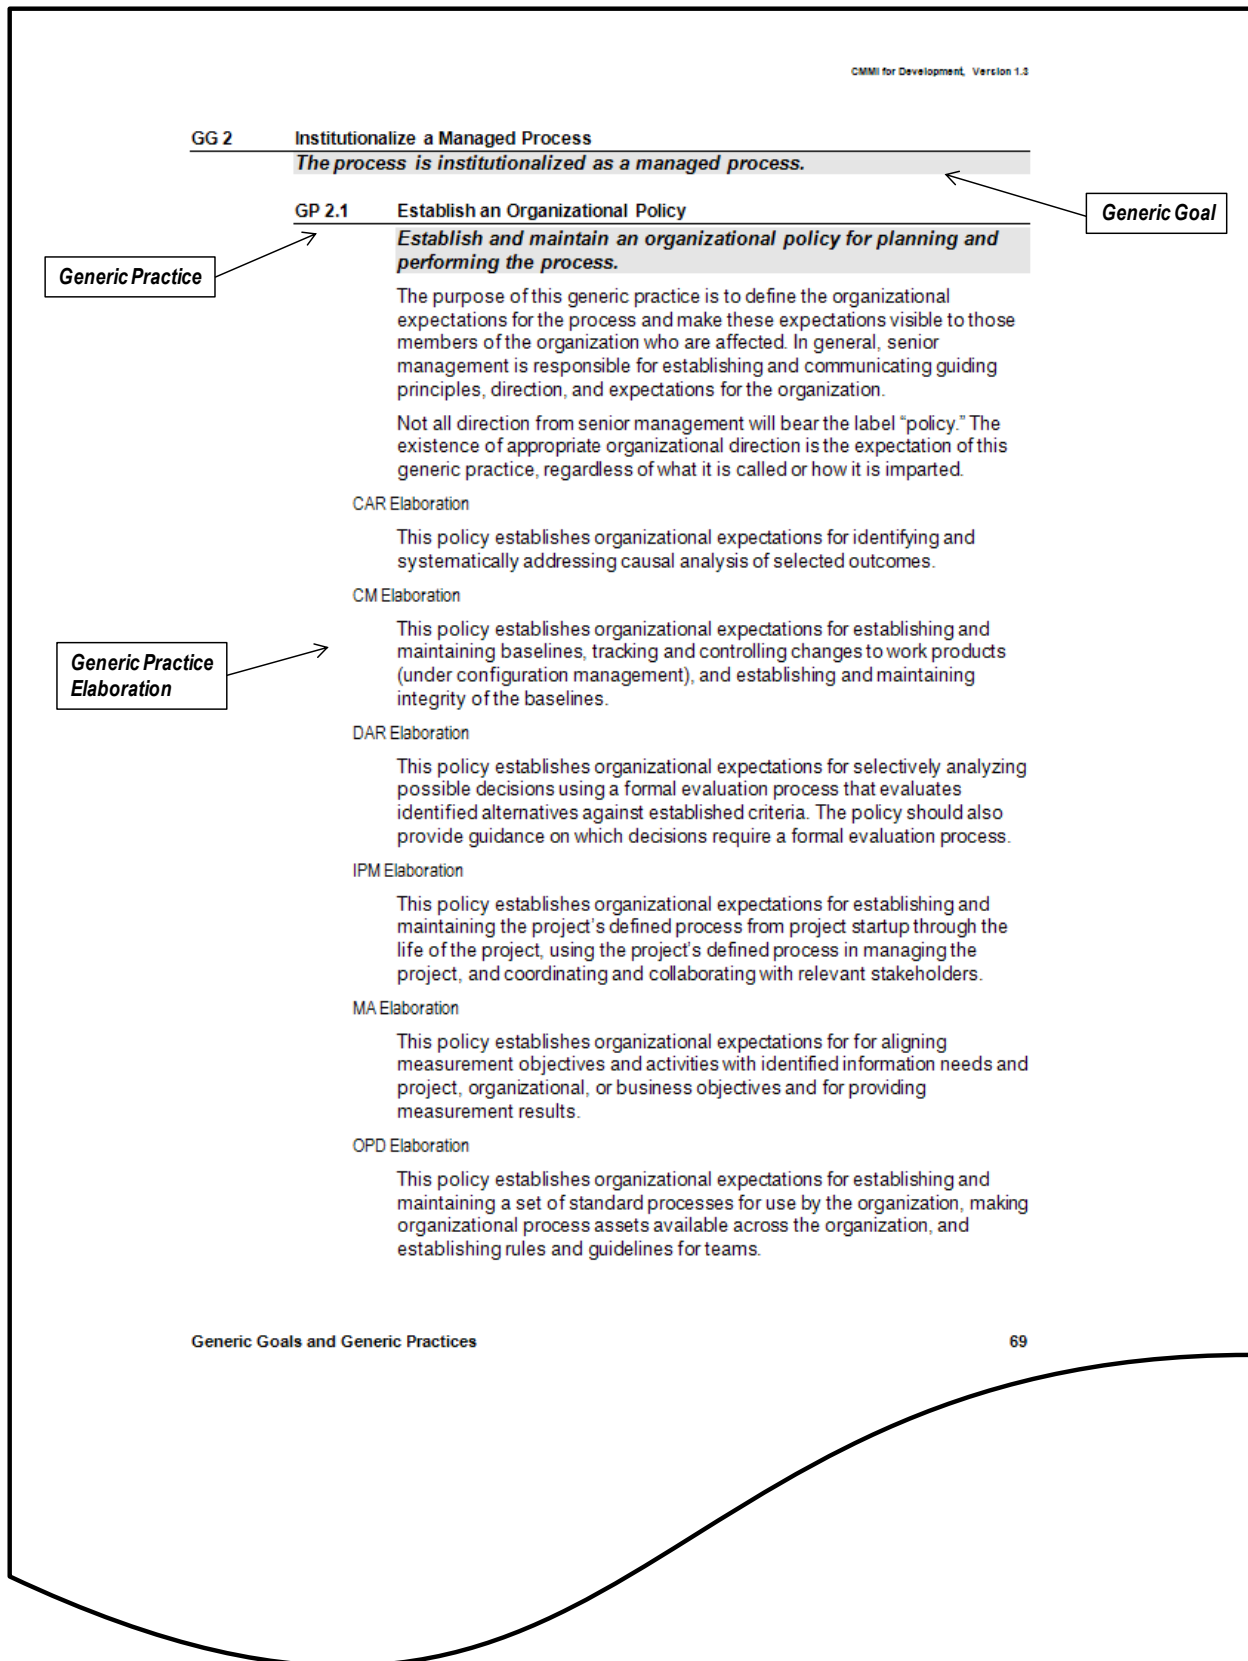 CMMI for Development, Version 1.3
GG 2 Institutionalize a Managed Process
The process is institutionalized as a managed process.
Generic Goal
GP 2.1 Establish an Organizational Policy
Establish and maintain an organizational policy for planning and
performing the process.
Generic Practice
The purpose of this generic practice is to define the organizational
expectations for the process and make these expectations visible to those
members of the organization who are affected. In general, senior
management is responsible for establishing and communicating guiding
principles, direction, and expectations for the organization.
Not all direction from senior management will bear the label “policy.” The
existence of appropriate organizational direction is the expectation of this
generic practice, regardless of what it is called or how it is imparted.
CAR Elaboration
This policy establishes organizational expectations for identifying and
systematically addressing causal analysis of selected outcomes.
CM Elaboration
This policy establishes organizational expectations for establishing and
maintaining baselines, tracking and controlling changes to work products
(under configuration management), and establishing and maintaining
integrity of the baselines.
Generic Practice
Elaboration
DAR Elaboration
This policy establishes organizational expectations for selectively analyzing
possible decisions using a formal evaluation process that evaluates
identified alternatives against established criteria. The policy should also
provide guidance on which decisions require a formal evaluation process.
IPM Elaboration
This policy establishes organizational expectations for establishing and
maintaining the project’s defined process from project startup through the
life of the project, using the project’s defined process in managing the
project, and coordinating and collaborating with relevant stakeholders.
MA Elaboration
This policy establishes organizational expectations for for aligning
measurement objectives and activities with identified information needs and
project, organizational, or business objectives and for providing
measurement results.
OPD Elaboration
This policy establishes organizational expectations for establishing and
maintaining a set of standard processes for use by the organization, making
organizational process assets available across the organization, and
establishing rules and guidelines for teams.
Generic Goals and Generic Practices 69